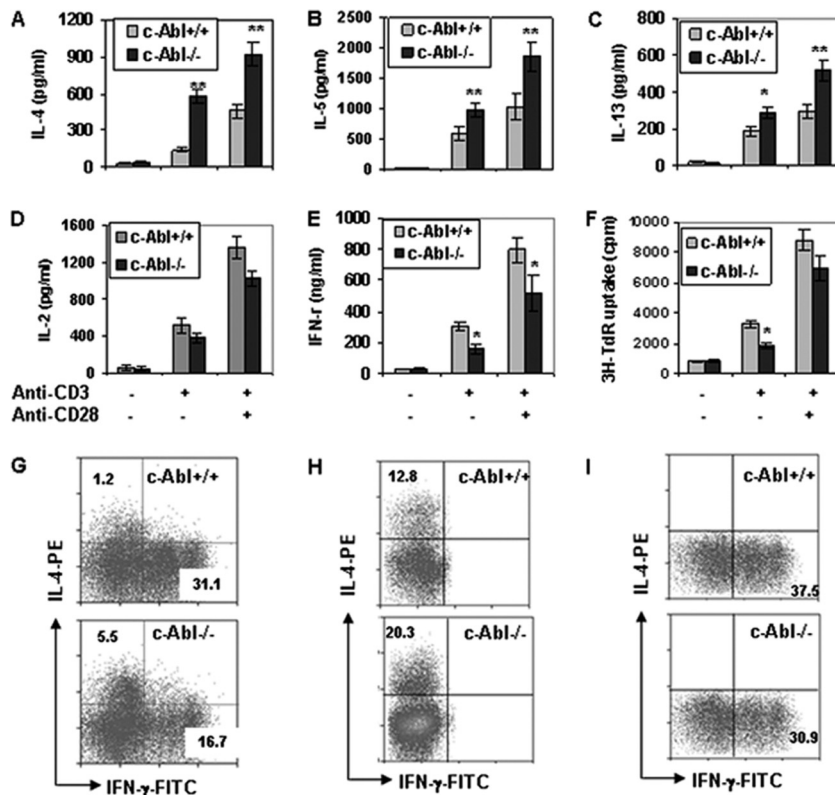 A
1200
900
600
300
0
IL-4 (pg/ml)
c-Abl+/+
c-Abl-/-
**
**
B
2500
2000
1500
1000
500
0
IL-5 (pg/ml)
c-Abl+/+
c-Abl-/-
**
**
C
800
600
400
200
0
IL-13 (pg/ml)
c-Abl+/+
c-Abl-/-
*
**
D
1600
1200
800
400
0
IL-2 (pg/ml)
c-Abl+/+
c-Abl-/-
E
1000
800
600
400
200
0
IFN-r (ng/ml)
c-Abl+/+
c-Abl-/-
*
*
F
10000
8000
6000
4000
2000
0
3H-TdR uptake (cpm)
c-Abl+/+
c-Abl-/-
*
Anti-CD3 - + + - + + - + +
Anti-CD28 - - + - - + - - +
G
1.2
c-Abl+/+
31.1
5.5
c-Abl-/-
16.7
IL-4-PE
IFN-γ-FITC
H
12.8
c-Abl+/+
20.3
c-Abl-/-
IL-4-PE
IFN-γ-FITC
I
c-Abl+/+
37.5
c-Abl-/-
30.9
IL-4-PE
IFN-γ-FITC